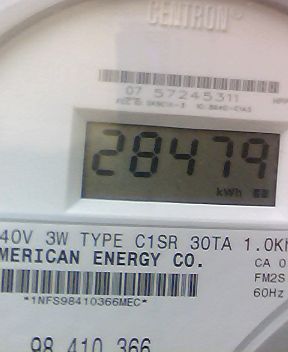 CENTRON®
07 57245311
28479
kWh
40V 3W TYPE C1SR 30TA 1.0Kh
MERICAN ENERGY CO.
CA 0
FM2S
60Hz
*1NFS98410366MEC*
98 410 366